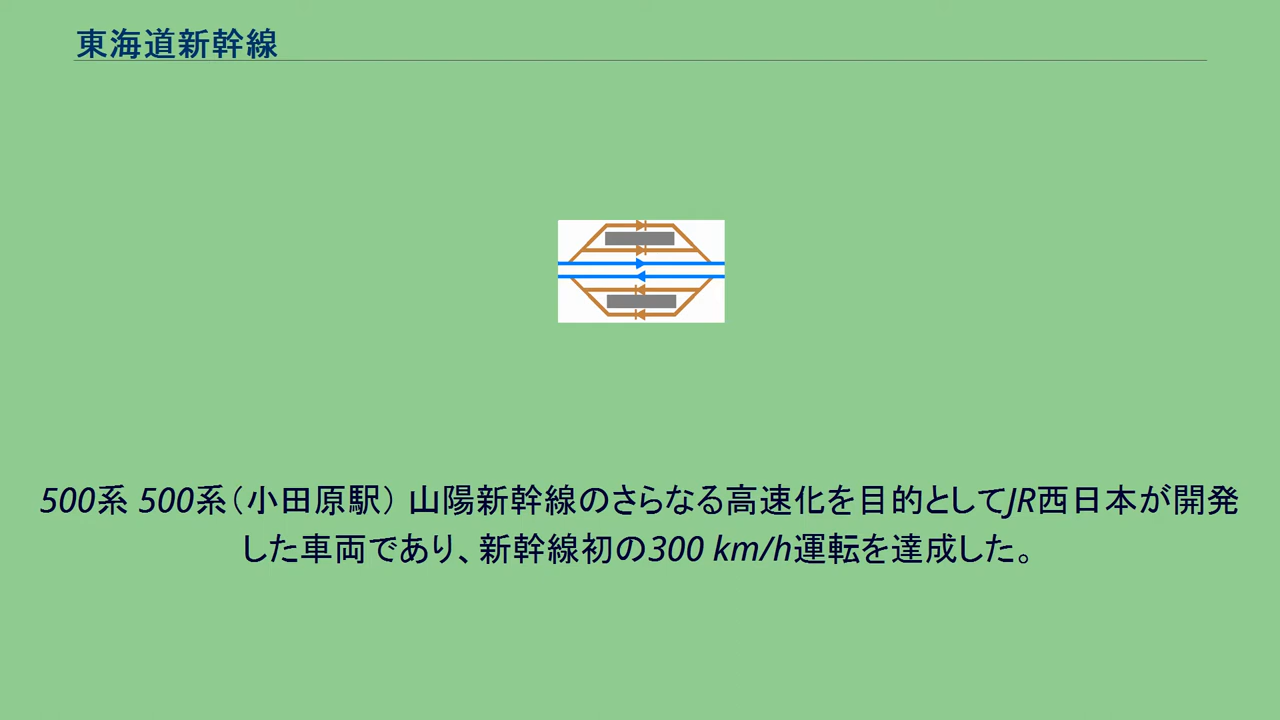 東海道新幹線
500系 500系（小田原駅） 山陽新幹線のさらなる高速化を目的としてJR西日本が開発
した車両であり、新幹線初の300 km/h運転を達成した。